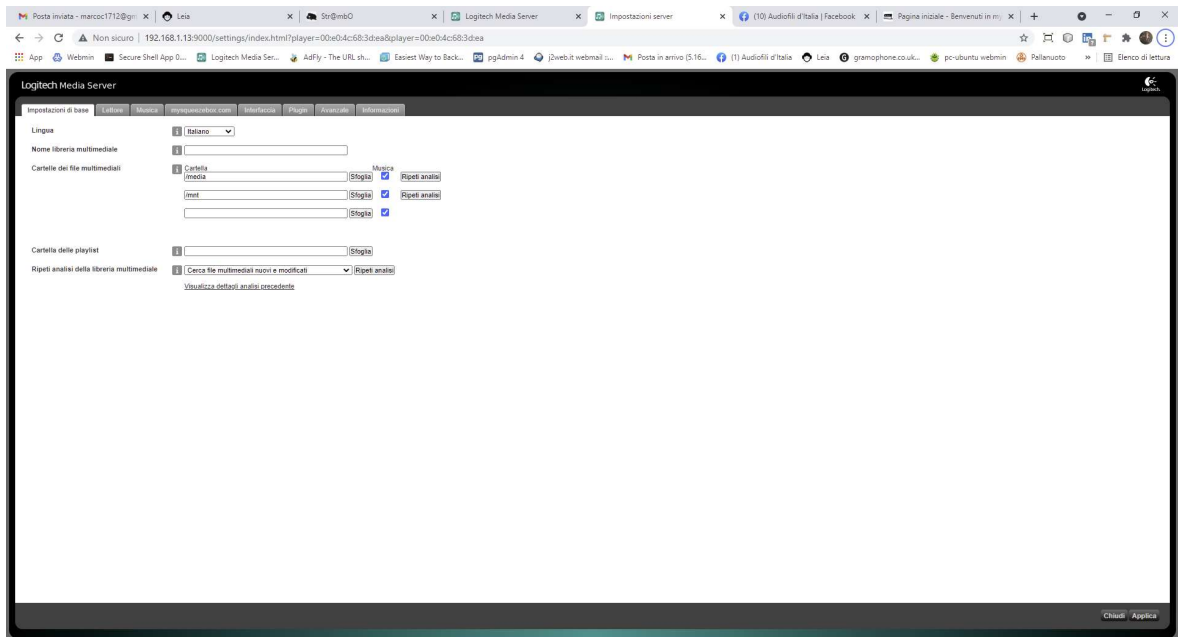 Posta inviata - marcoc1712@gm
Leia
Str@mbO
Logitech Media Server
Impostazioni server
(10) Audiofili d'Italia | Facebook
Pagina iniziale - Benvenuti in my
Non sicuro | 192.168.1.13:9000/settings/index.html?player=00:e0:4c:68:3d:ea&player=00:e0:4c:68:3d:ea
App
Webmin
Secure Shell App 0...
Logitech Media Ser...
AdFly - The URL sh...
Easiest Way to Back...
pgAdmin 4
j2web.it webmail ::...
Posta in arrivo (5.16...
(1) Audiofili d'Italia
Leia
gramophone.co.uk...
pc-ubuntu webmin
Pallanuoto
»
Elenco di lettura
Logitech Media Server
Logitech
Impostazioni di base
Lettore
Musica
mysqueezebox.com
Interfaccia
Plugin
Avanzate
Informazioni
Lingua
Italiano
Nome libreria multimediale
Cartelle dei file multimediali
Cartella
Musica
/media
Sfoglia
Ripeti analisi
/mnt
Sfoglia
Ripeti analisi
Sfoglia
Cartella delle playlist
Sfoglia
Ripeti analisi della libreria multimediale
Cerca file multimediali nuovi e modificati
Ripeti analisi
Visualizza dettagli analisi precedente
Chiudi
Applica